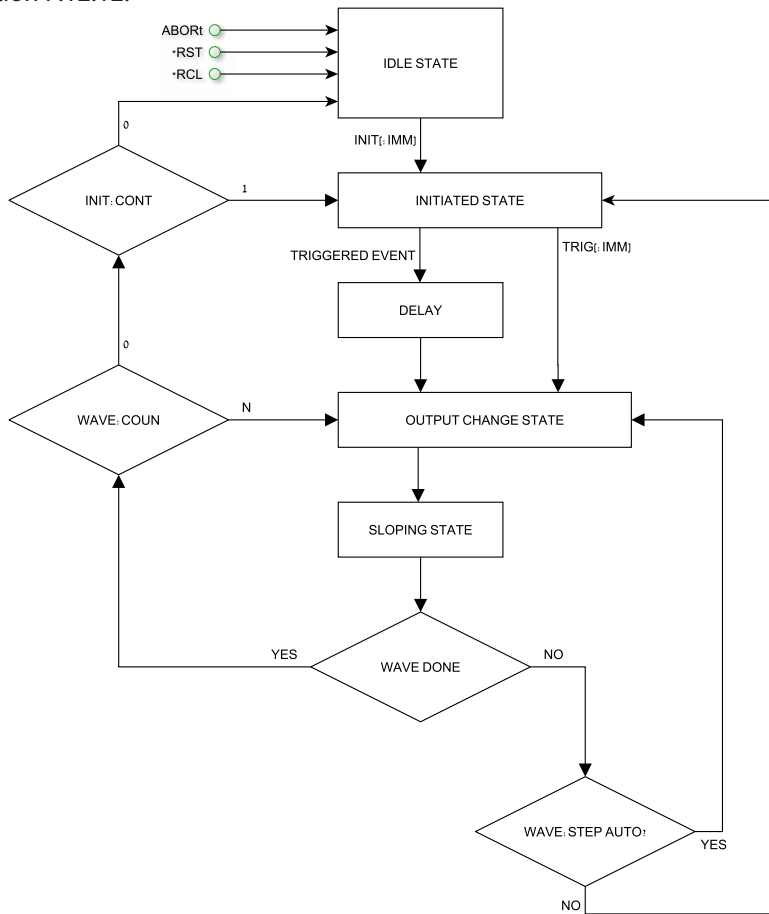 ABORt
*RST
*RCL
IDLE STATE
0
INIT[:IMM]
INIT:CONT
1
INITIATED STATE
TRIGGERED EVENT
TRIG[:IMM]
DELAY
0
WAVE:COUN
N
OUTPUT CHANGE STATE
SLOPING STATE
YES
WAVE DONE
NO
WAVE:STEP AUTO?
YES
NO